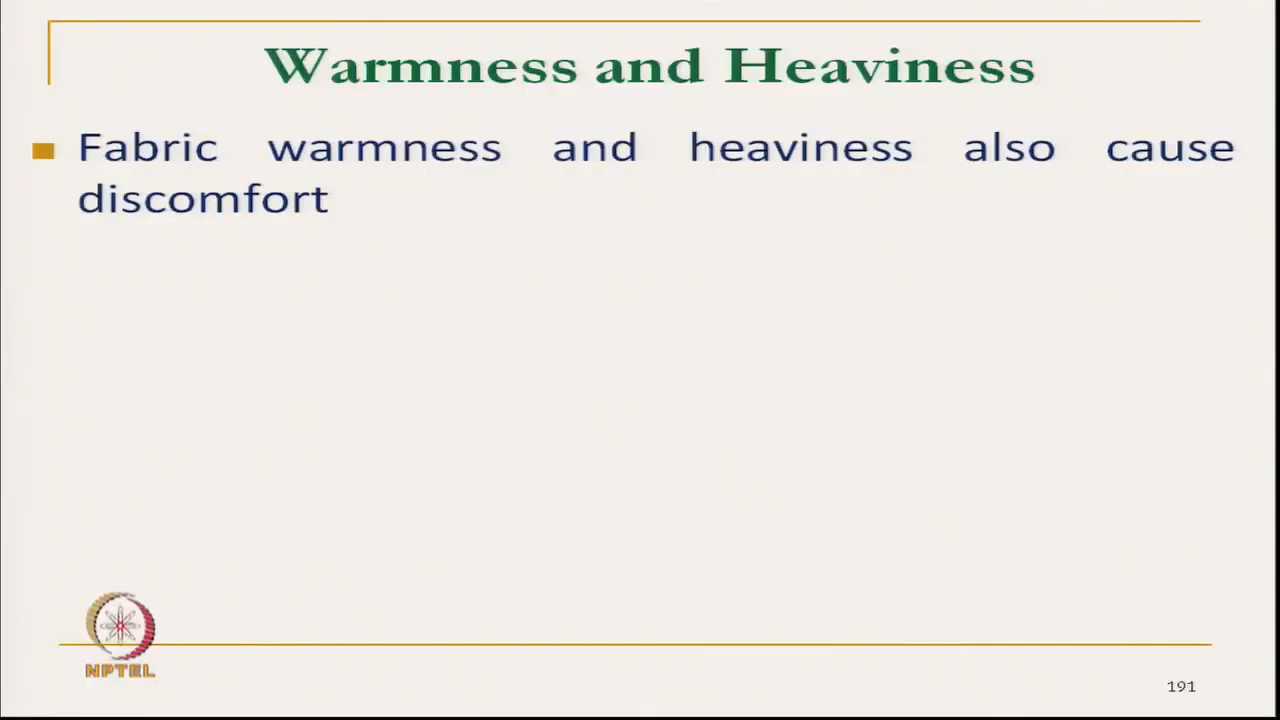 Warmness and Heaviness
Fabric warmness and heaviness also cause
discomfort
NPTEL
191